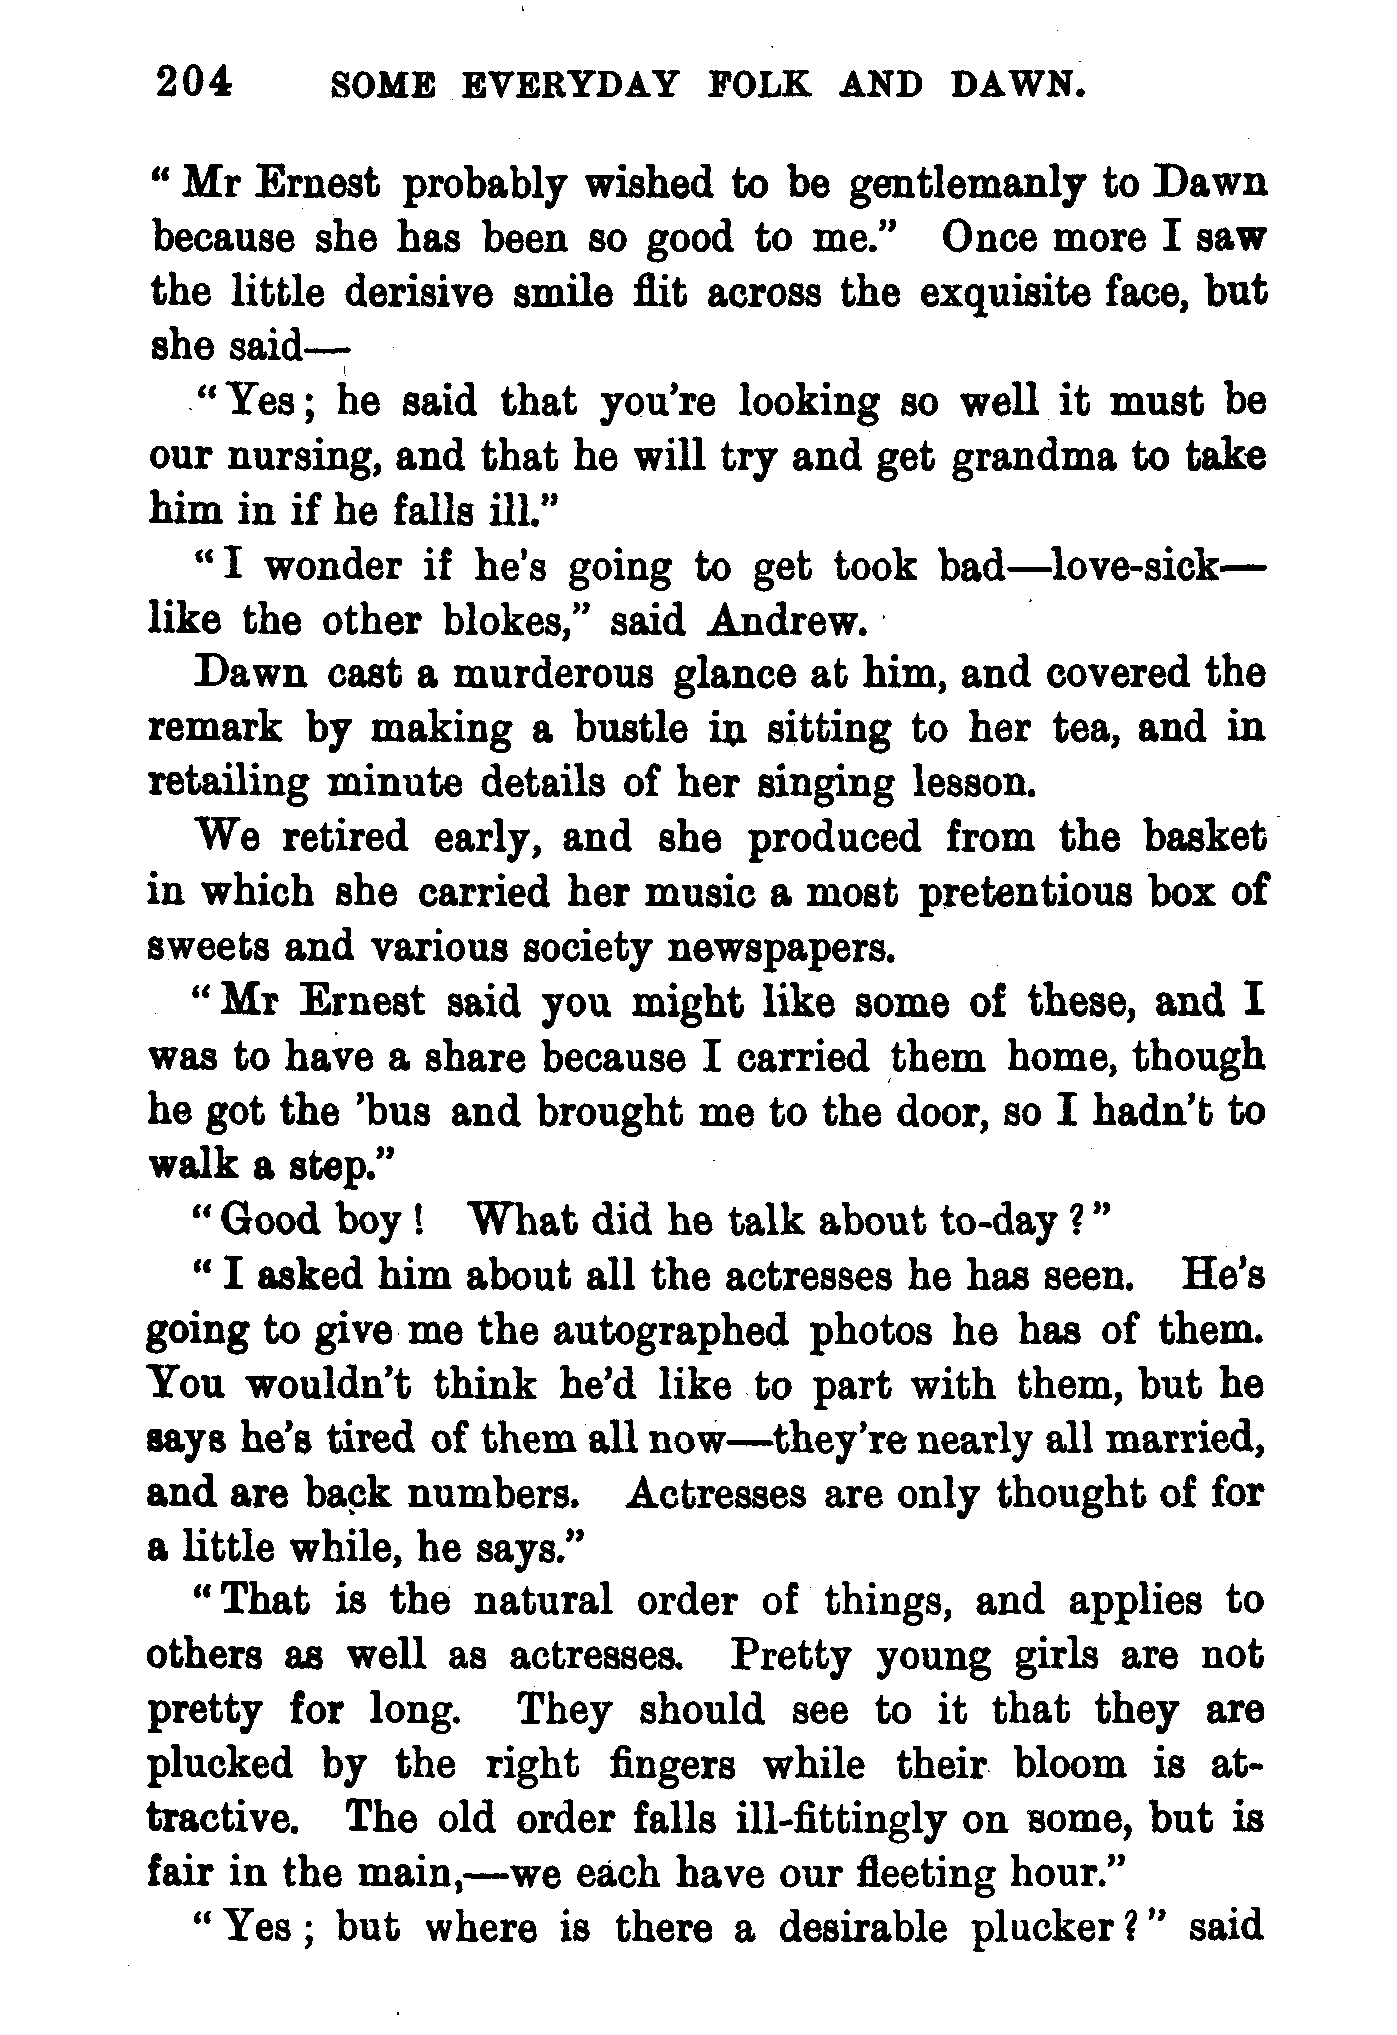 204 SOME EVERYDAY FOLK AND DAWN.
“Mr Ernest probably wished to be gentlemanly to Dawn
because she has been so good to me.” Once more I saw
the little derisive smile flit across the exquisite face, but
she said—
“Yes; he said that you're looking so well it must be
our nursing, and that he will try and get grandma to take
him in if he falls ill.”
“I wonder if he's going to get took bad—love-sick—
like the other blokes,” said Andrew.
Dawn cast a murderous glance at him, and covered the
remark by making a bustle in sitting to her tea, and in
retailing minute details of her singing lesson.
We retired early, and she produced from the basket
in which she carried her music a most pretentious box of
sweets and various society newspapers.
“Mr Ernest said you might like some of these, and I
was to have a share because I carried them home, though
he got the ’bus and brought me to the door, so I hadn't to
walk a step.”
“Good boy! What did he talk about to-day?”
“I asked him about all the actresses he has seen. He's
going to give me the autographed photos he has of them.
You wouldn't think he'd like to part with them, but he
says he's tired of them all now—they're nearly all married,
and are back numbers. Actresses are only thought of for
a little while, he says.”
“That is the natural order of things, and applies to
others as well as actresses. Pretty young girls are not
pretty for long. They should see to it that they are
plucked by the right fingers while their bloom is at-
tractive. The old order falls ill-fittingly on some, but is
fair in the main,—we each have our fleeting hour.”
“Yes; but where is there a desirable plucker?” said